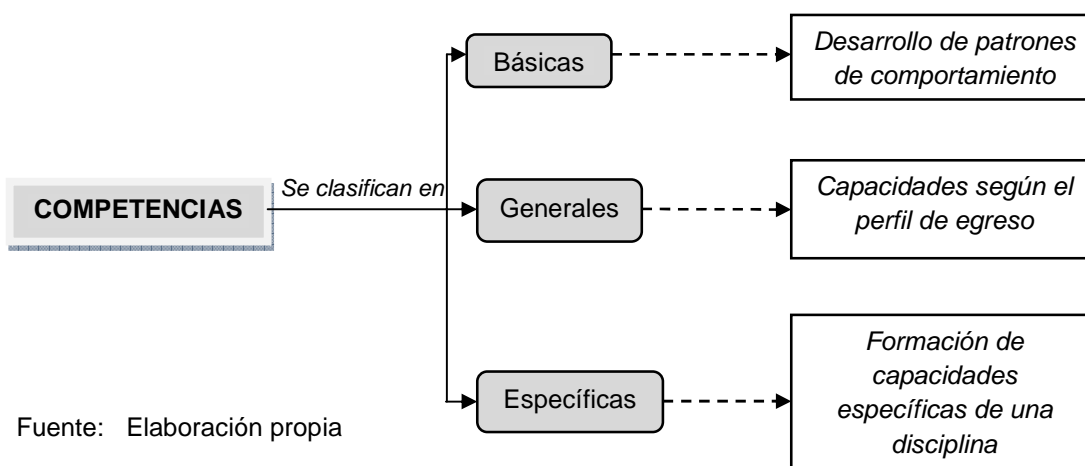 COMPETENCIAS
Se clasifican en
Básicas
Desarrollo de patrones
de comportamiento
Generales
Capacidades según el
perfil de egreso
Específicas
Formación de
capacidades
específicas de una
disciplina
Fuente: Elaboración propia